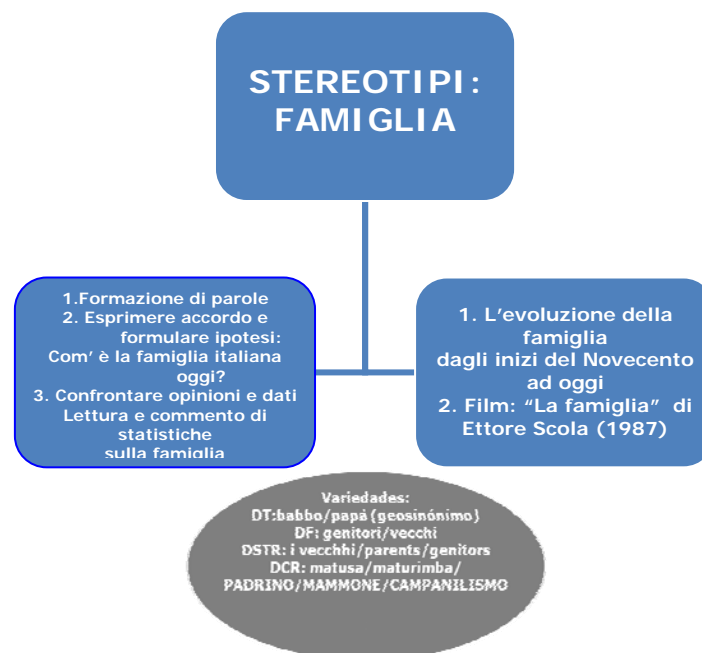 STEREOTIPI:
FAMIGLIA
1.Formazione di parole
2. Esprimere accordo e
formulare ipotesi:
Com' è la famiglia italiana
oggi?
3. Confrontare opinioni e dati
Lettura e commento di
statistiche
sulla famiglia
1. L'evoluzione della
famiglia
dagli inizi del Novecento
ad oggi
2. Film: "La famiglia" di
Ettore Scola (1987)
Variedades:
DT:babbo/papá{geosinónimo}
DF: genitori/vecchi
DSTR: i vecchhi/parents/genitors
DCR: matusa/maturimba/
PADRINO/MAMMONE/CAMPANILISMO